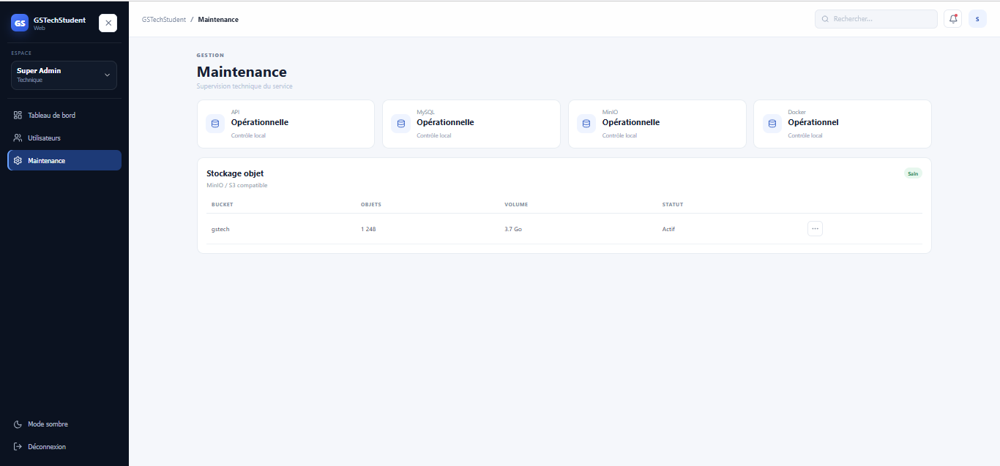 GS
GSTechStudent
Web
ESPACE
Super Admin
Technique
Tableau de bord
Utilisateurs
Maintenance
Mode sombre
Déconnexion
GSTechStudent / Maintenance
Rechercher...
S
GESTION
Maintenance
Supervision technique du service
API
Opérationnelle
Contrôle local
MySQL
Opérationnelle
Contrôle local
MinIO
Opérationnelle
Contrôle local
Docker
Opérationnel
Contrôle local
Stockage objet
Sain
MinIO / S3 compatible
BUCKET OBJETS VOLUME STATUT
gstech 1 248 3.7 Go Actif